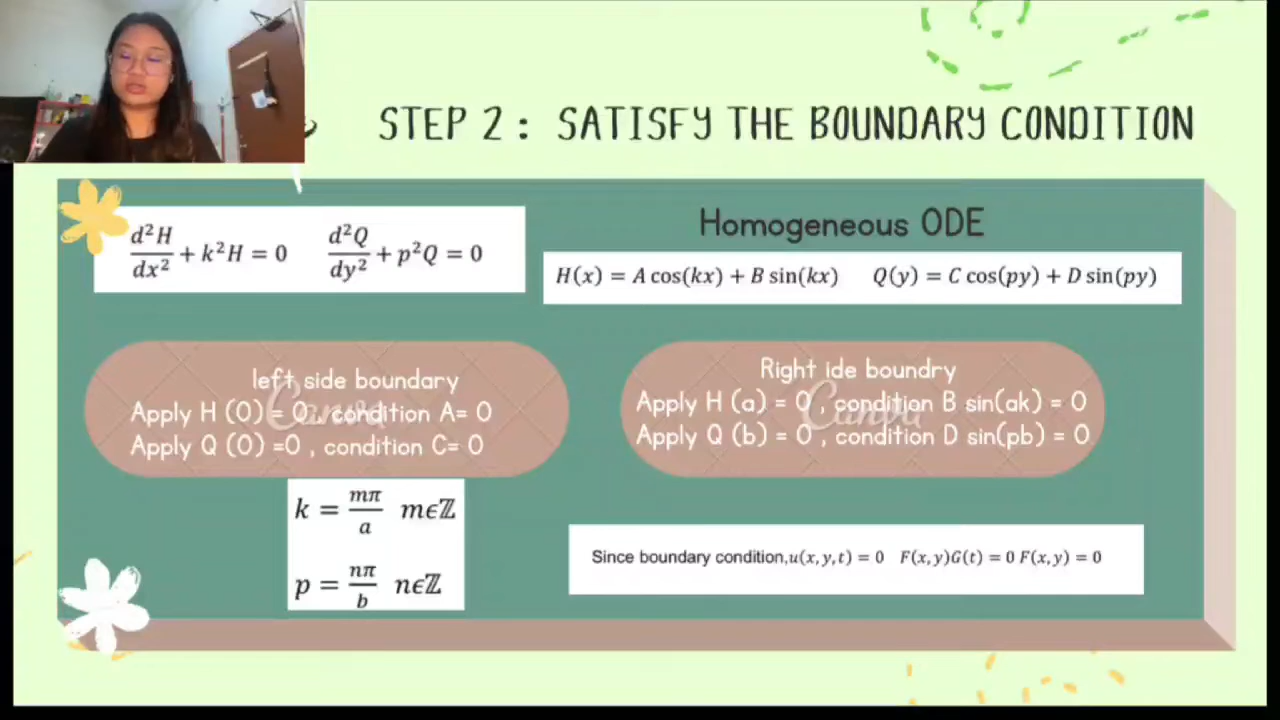 STEP 2 : SATISFY THE BOUNDARY CONDITION
d²H/dx² + k²H = 0 d²Q/dy² + p²Q = 0
Homogeneous ODE
H(x) = A cos(kx) + B sin(kx) Q(y) = C cos(py) + D sin(py)
left side boundary
Apply H (0) = 0 , condition A= 0
Apply Q (0) =0 , condition C= 0
Right ide boundry
Apply H (a) = 0 , condition B sin(ak) = 0
Apply Q (b) = 0 , condition D sin(pb) = 0
Canva
Canva
k = mπ/a mϵℤ
p = nπ/b nϵℤ
Since boundary condition,u(x,y,t) = 0 F(x,y)G(t) = 0 F(x,y) = 0